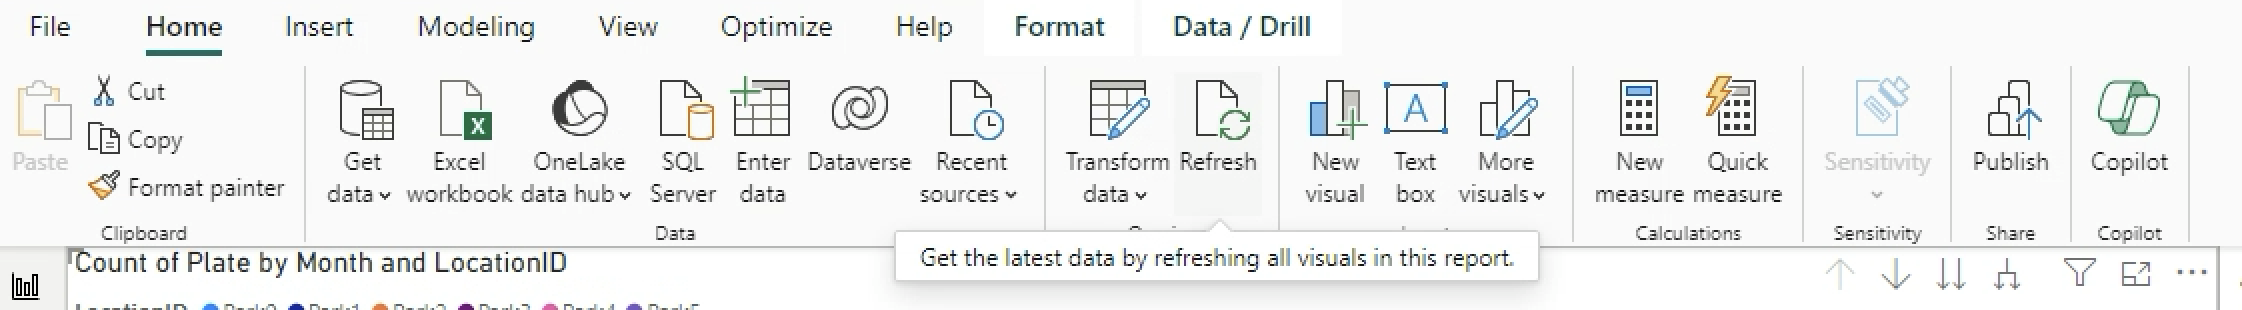 File Home Insert Modeling View Optimize Help Format Data / Drill
Paste
Cut
Copy
Format painter
Clipboard
Get
data
Excel
workbook
OneLake
data hub
SQL
Server
Enter
data
Dataverse
Recent
sources
Data
Transform
data
Refresh
New
visual
Text
box
More
visuals
New
measure
Quick
measure
Calculations
Sensitivity
Sensitivity
Publish
Share
Copilot
Copilot
Get the latest data by refreshing all visuals in this report.
Count of Plate by Month and LocationID
LocationID